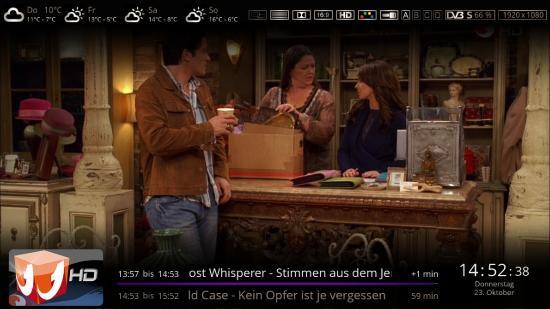 Do 10°C
11°C - 7°C
Fr
13°C - 5°C
Sa
14°C - 8°C
So
16°C - 6°C
16:9 HD A B C D DVB S 66 % 1920 x 1080
HD
13:57 bis 14:53 ost Whisperer - Stimmen aus dem Je +1 min
14:53 bis 15:52 ld Case - Kein Opfer ist je vergessen 59 min
14:52:38
Donnerstag
23. Oktober